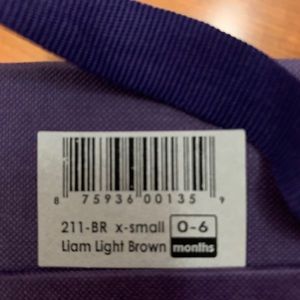 8 75936 00135 9
211-BR x-small 0-6
Liam Light Brown months